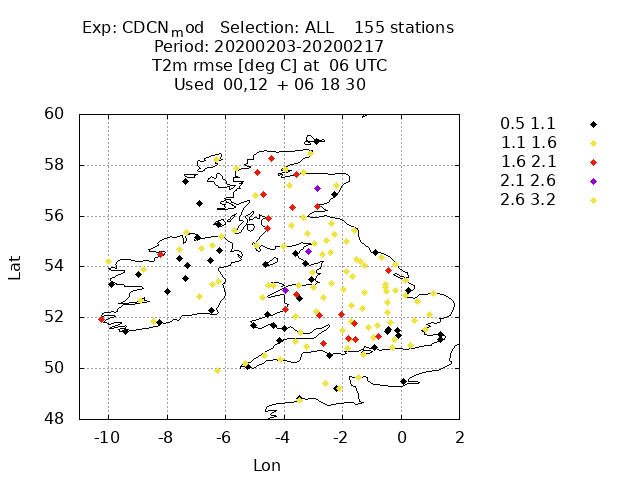 Exp: CDCNmod Selection: ALL 155 stations
Period: 20200203-20200217
T2m rmse [deg C] at 06 UTC
Used 00,12 + 06 18 30
60
58
56
54
52
50
48
Lat
-10 -8 -6 -4 -2 0 2
Lon
0.5 1.1
1.1 1.6
1.6 2.1
2.1 2.6
2.6 3.2